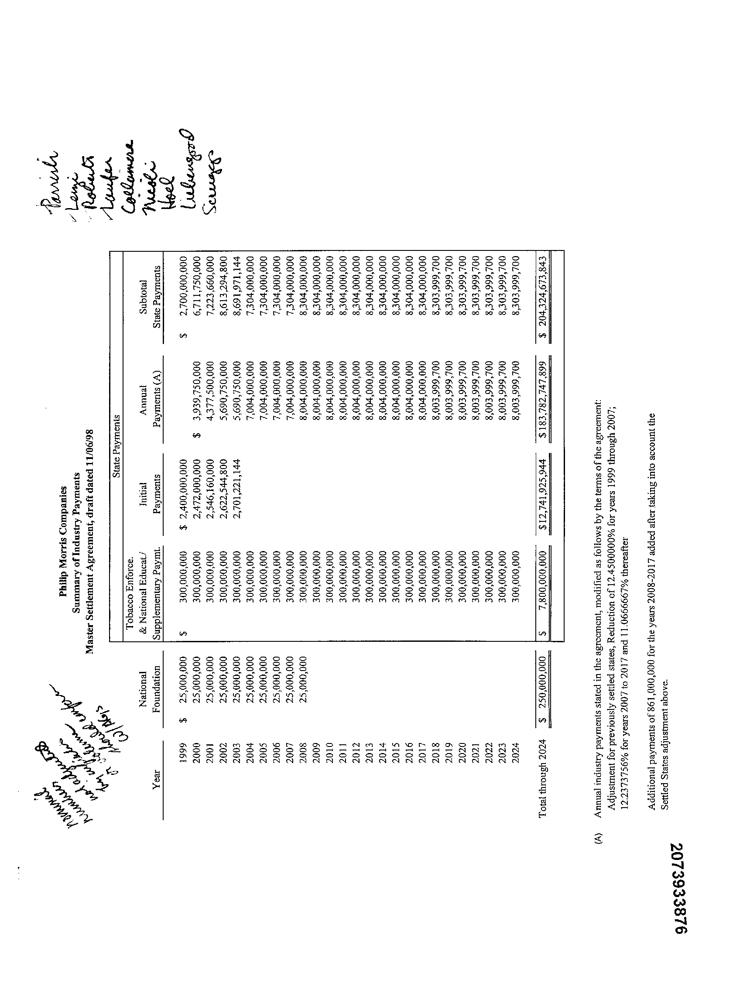 Parrish
Levy
Roberts
Laufer
Collamore
Nicoli
Hoel
Liebengood
Scruggs
nominal
numbers
not adjusted
by inflation
or volume
Philip Morris Companies
Summary of Industry Payments
Master Settlement Agreement, draft dated 11/06/98
State Payments
Year National Foundation Tobacco Enforce. & National Educat./ Supplementary Paymt. Initial Payments Annual Payments (A) Subtotal State Payments
1999 $ 25,000,000 $ 300,000,000 $ 2,400,000,000 $ 2,700,000,000
2000 25,000,000 300,000,000 2,472,000,000 $ 3,939,750,000 6,711,750,000
2001 25,000,000 300,000,000 2,546,160,000 4,377,500,000 7,223,660,000
2002 25,000,000 300,000,000 2,622,544,800 5,690,750,000 8,613,294,800
2003 25,000,000 300,000,000 2,701,221,144 5,690,750,000 8,691,971,144
2004 25,000,000 300,000,000 7,004,000,000 7,304,000,000
2005 25,000,000 300,000,000 7,004,000,000 7,304,000,000
2006 25,000,000 300,000,000 7,004,000,000 7,304,000,000
2007 25,000,000 300,000,000 7,004,000,000 7,304,000,000
2008 25,000,000 300,000,000 8,004,000,000 8,304,000,000
2009 300,000,000 8,004,000,000 8,304,000,000
2010 300,000,000 8,004,000,000 8,304,000,000
2011 300,000,000 8,004,000,000 8,304,000,000
2012 300,000,000 8,004,000,000 8,304,000,000
2013 300,000,000 8,004,000,000 8,304,000,000
2014 300,000,000 8,004,000,000 8,304,000,000
2015 300,000,000 8,004,000,000 8,304,000,000
2016 300,000,000 8,004,000,000 8,304,000,000
2017 300,000,000 8,004,000,000 8,304,000,000
2018 300,000,000 8,003,999,700 8,303,999,700
2019 300,000,000 8,003,999,700 8,303,999,700
2020 300,000,000 8,003,999,700 8,303,999,700
2021 300,000,000 8,003,999,700 8,303,999,700
2022 300,000,000 8,003,999,700 8,303,999,700
2023 300,000,000 8,003,999,700 8,303,999,700
2024 300,000,000 8,003,999,700 8,303,999,700
Total through 2024 $ 250,000,000 $ 7,800,000,000 $12,741,925,944 $183,782,747,899 $ 204,324,673,843
(A) Annual industry payments stated in the agreement, modified as follows by the terms of the agreement:
Adjustment for previously settled states, Reduction of 12.4500000% for years 1999 through 2007;
12.2373756% for years 2007 to 2017 and 11.0666667% thereafter
Additional payments of 861,000,000 for the years 2008-2017 added after taking into account the
Settled States adjustment above.
2073933876